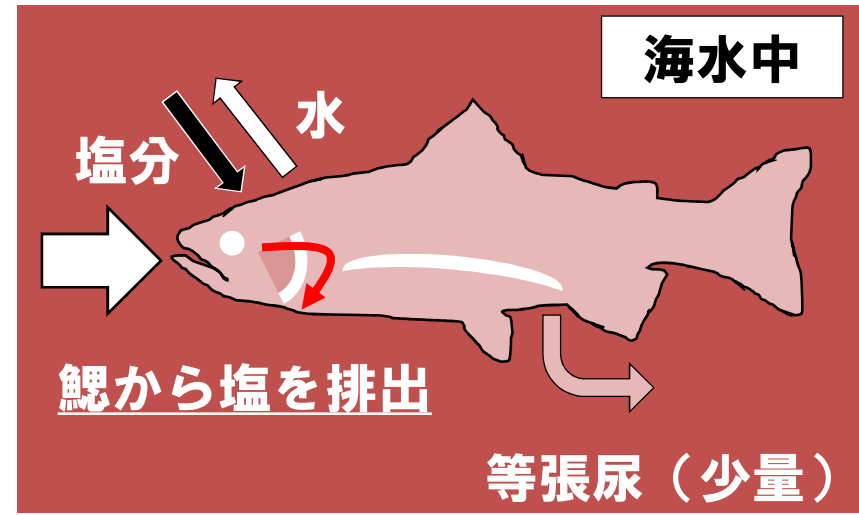 海水中
水
塩分
鰓から塩を排出
等張尿（少量）